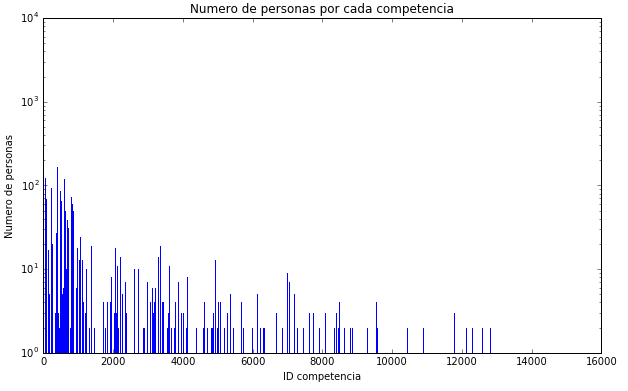 Numero de personas por cada competencia
10^4
10^3
10^2
10^1
10^0
Numero de personas
0 2000 4000 6000 8000 10000 12000 14000 16000
ID competencia